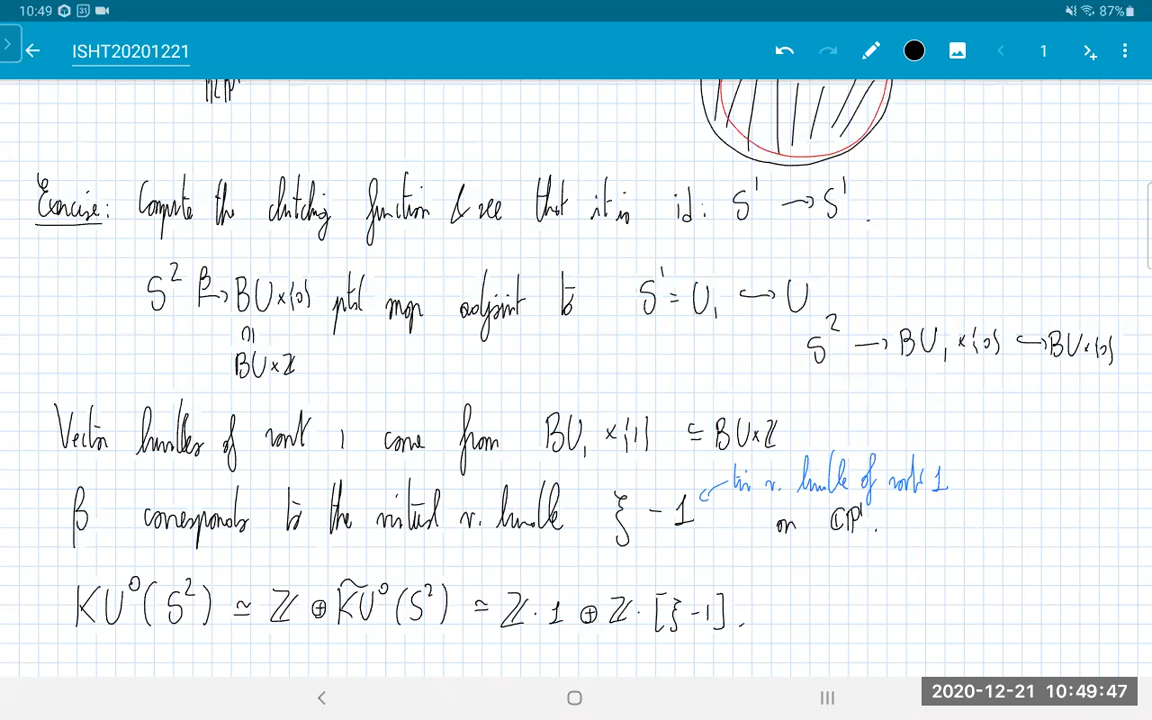 10:49 31 87%
ISHT20201221 1
Exercise: Compute the clutching function & see that it is id: S¹ → S¹.
S² β→ BU×{0} ptd map adjoint to S¹ = U₁ ↪ U
∩|
BU×ℤ
S² → BU₁×{0} ↪ BU×{0}
Vector bundles of rank 1 come from BU₁×{1} ⊆ BU×ℤ
triv. bundle of rank 1
β corresponds to the virtual v. bundle ξ - 1 on ℂP¹.
KU⁰(S²) ≃ ℤ ⊕ K̃U⁰(S²) ≃ ℤ·1 ⊕ ℤ·[ξ-1].
2020-12-21 10:49:47